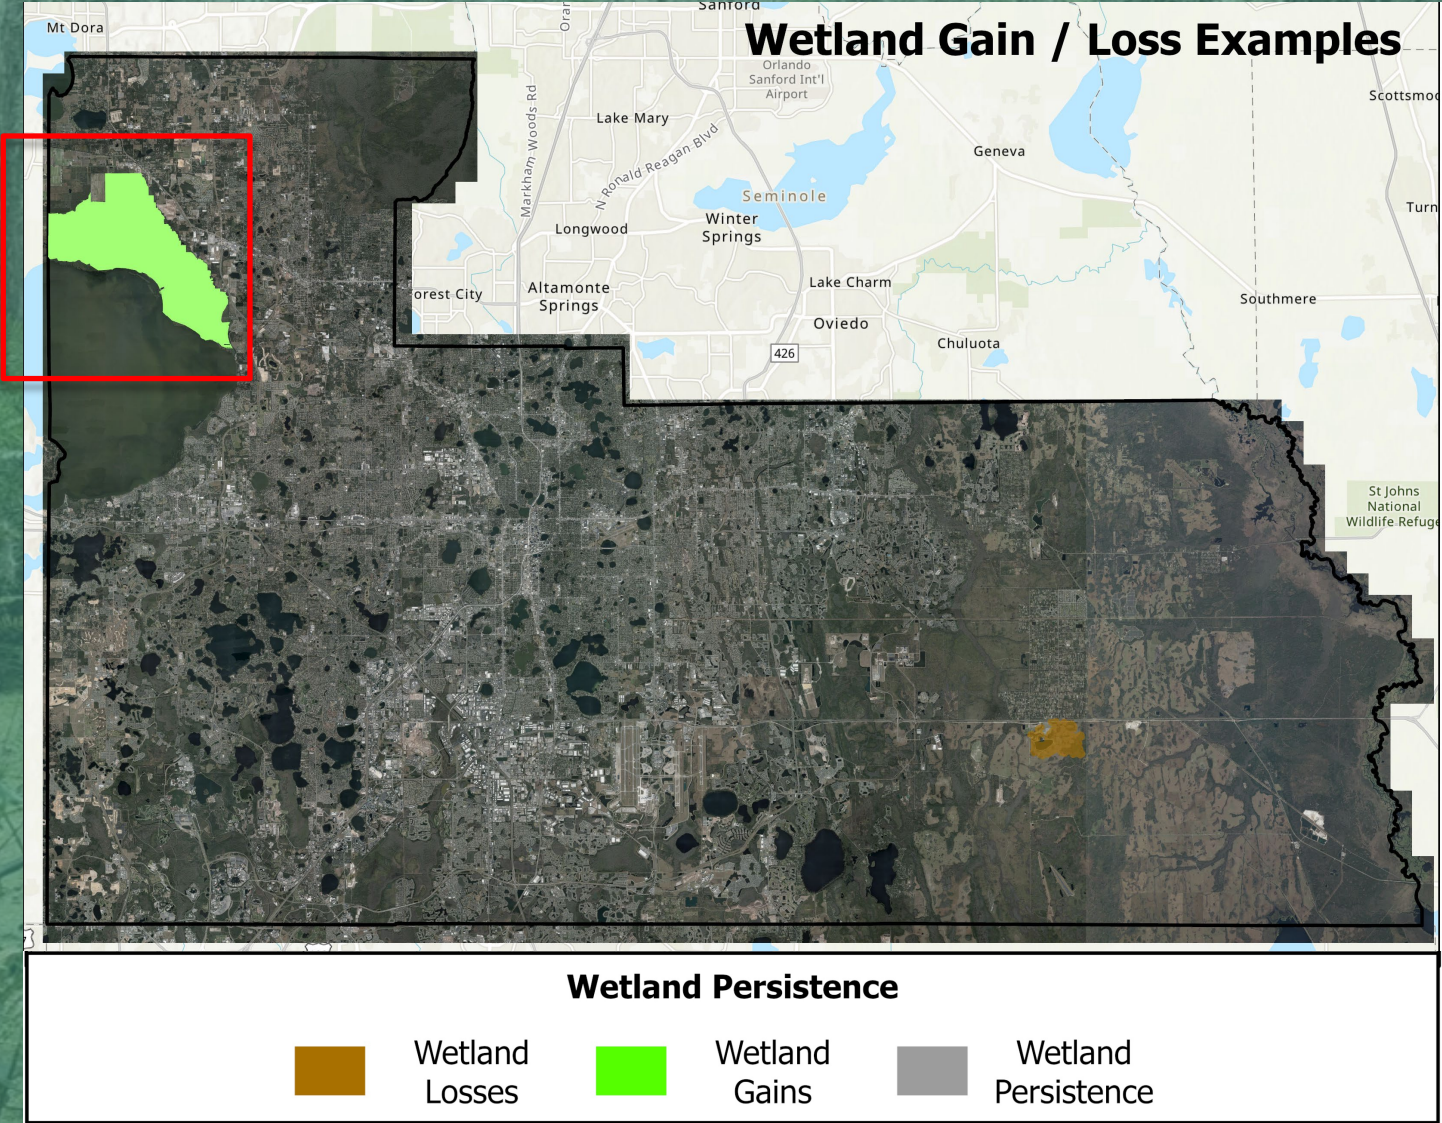 Sanford
Mt Dora
Wetland Gain / Loss Examples
Orlando
Sanford Int'l
Airport
Markham Woods Rd
Lake Mary
N Ronald Reagan Blvd
Geneva
Seminole
Longwood
Winter
Springs
orest City
Altamonte
Springs
Lake Charm
Oviedo
Southmere
426
Chuluota
St Johns
National
Wildlife Refuge
Wetland Persistence
Wetland
Losses
Wetland
Gains
Wetland
Persistence